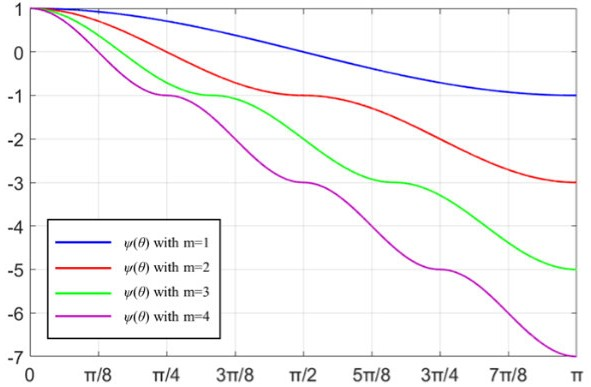 1
0
-1
-2
-3
-4
-5
-6
-7
ψ(θ) with m=1
ψ(θ) with m=2
ψ(θ) with m=3
ψ(θ) with m=4
0 π/8 π/4 3π/8 π/2 5π/8 3π/4 7π/8 π